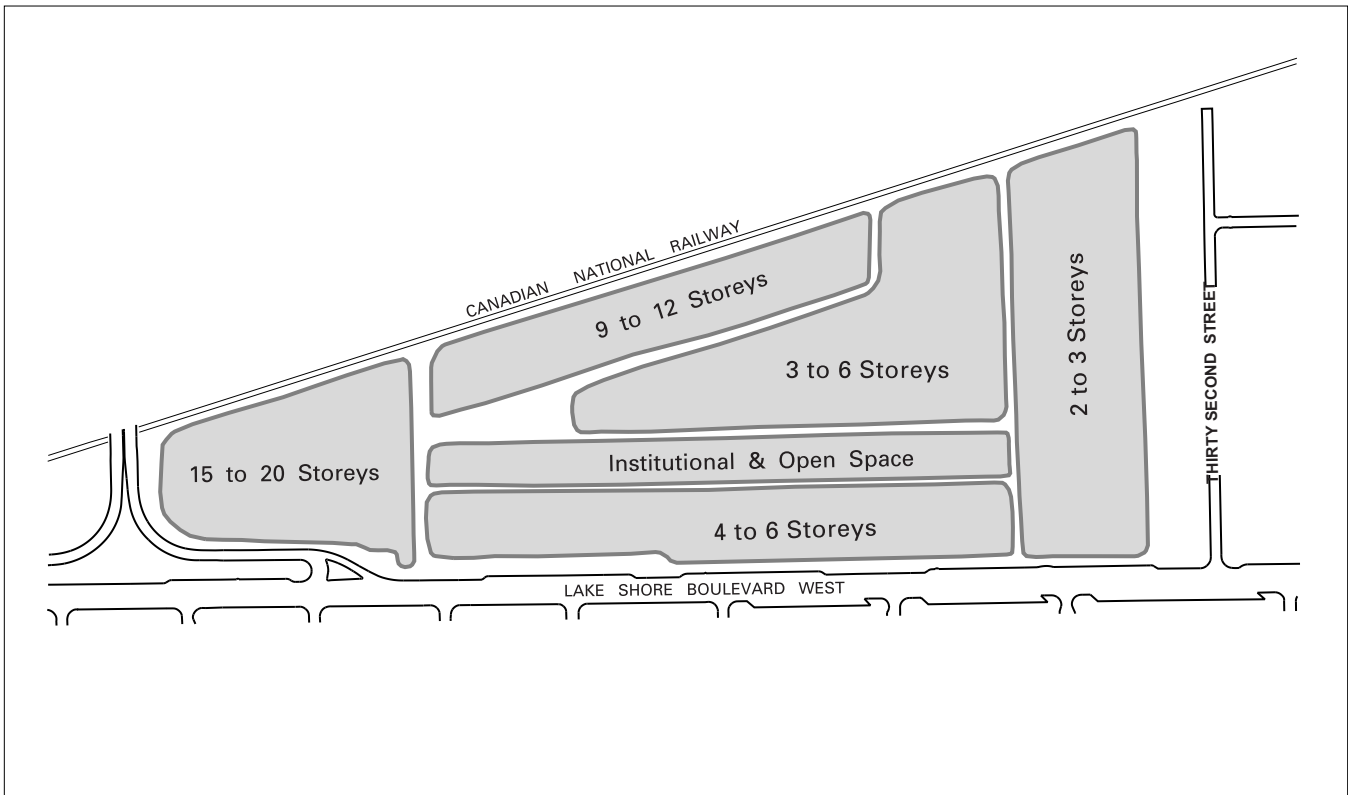 CANADIAN NATIONAL RAILWAY
9 to 12 Storeys
2 to 3 Storeys
THIRTY SECOND STREET
3 to 6 Storeys
15 to 20 Storeys
Institutional & Open Space
4 to 6 Storeys
LAKE SHORE BOULEVARD WEST